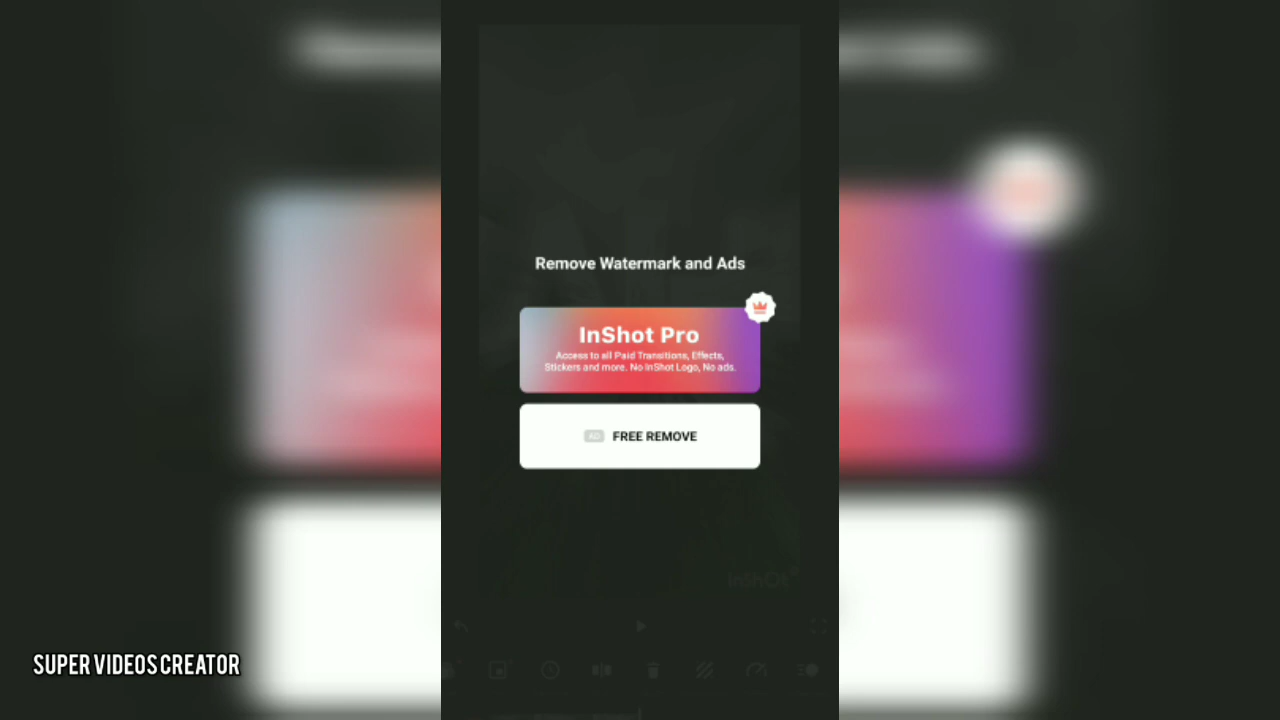 Remove Watermark and Ads
InShot Pro
Access to all Paid Transitions, Effects,
Stickers and more. No InShot Logo, No ads.
AD FREE REMOVE
InShOt
SUPER VIDEOS CREATOR